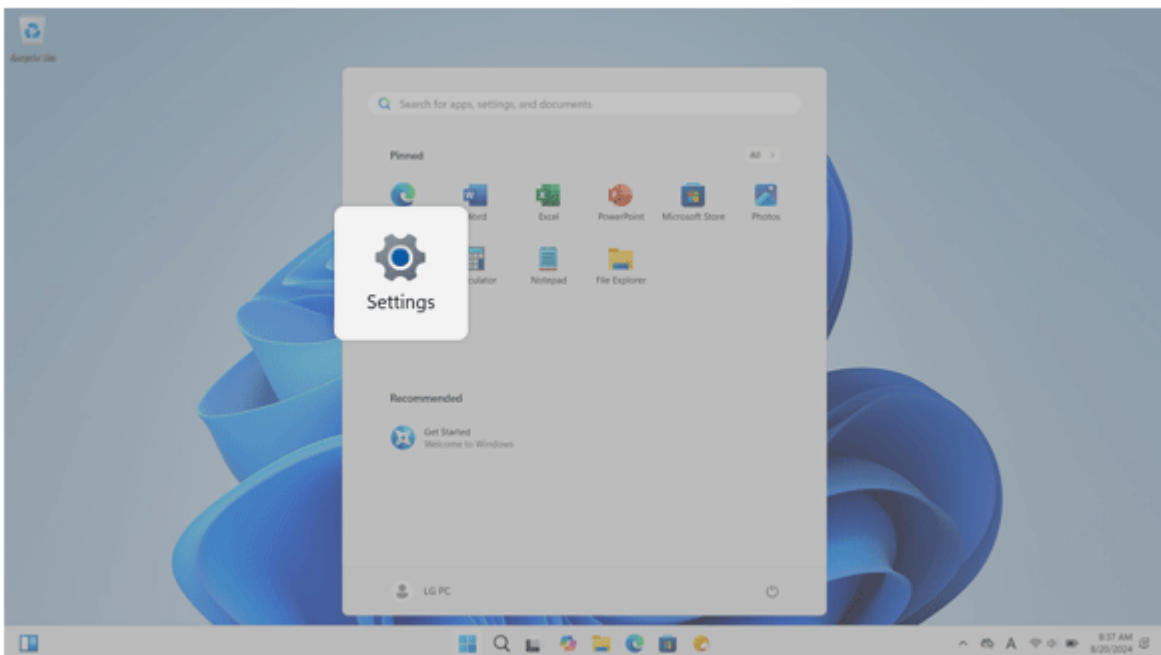 Recycle Bin
Search for apps, settings, and documents
Pinned
All >
Word
Excel
PowerPoint
Microsoft Store
Photos
Settings
culator
Notepad
File Explorer
Recommended
Get Started
Welcome to Windows
LG PC
A
8:37 AM
8/20/2024